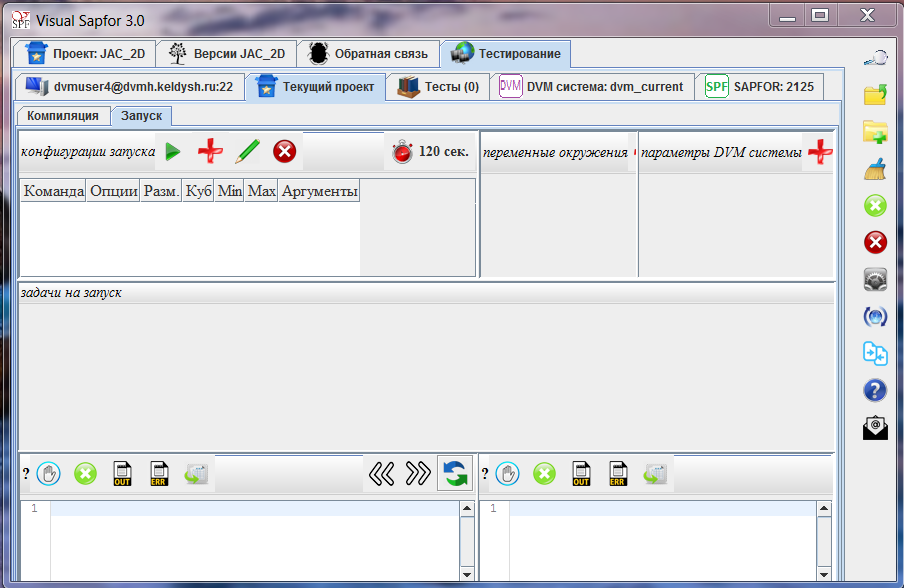 SPF Visual Sapfor 3.0
Проект: JAC_2D Версии JAC_2D Обратная связь Тестирование
dvmuser4@dvmh.keldysh.ru:22 Текущий проект Тесты (0) DVM DVM система: dvm_current SPF SAPFOR: 2125
Компиляция Запуск
конфигурации запуска 120 сек. переменные окружения параметры DVM системы
Команда Опции Разм. Куб Min Max Аргументы
задачи на запуск
? OUT ERR ? OUT ERR
1 1